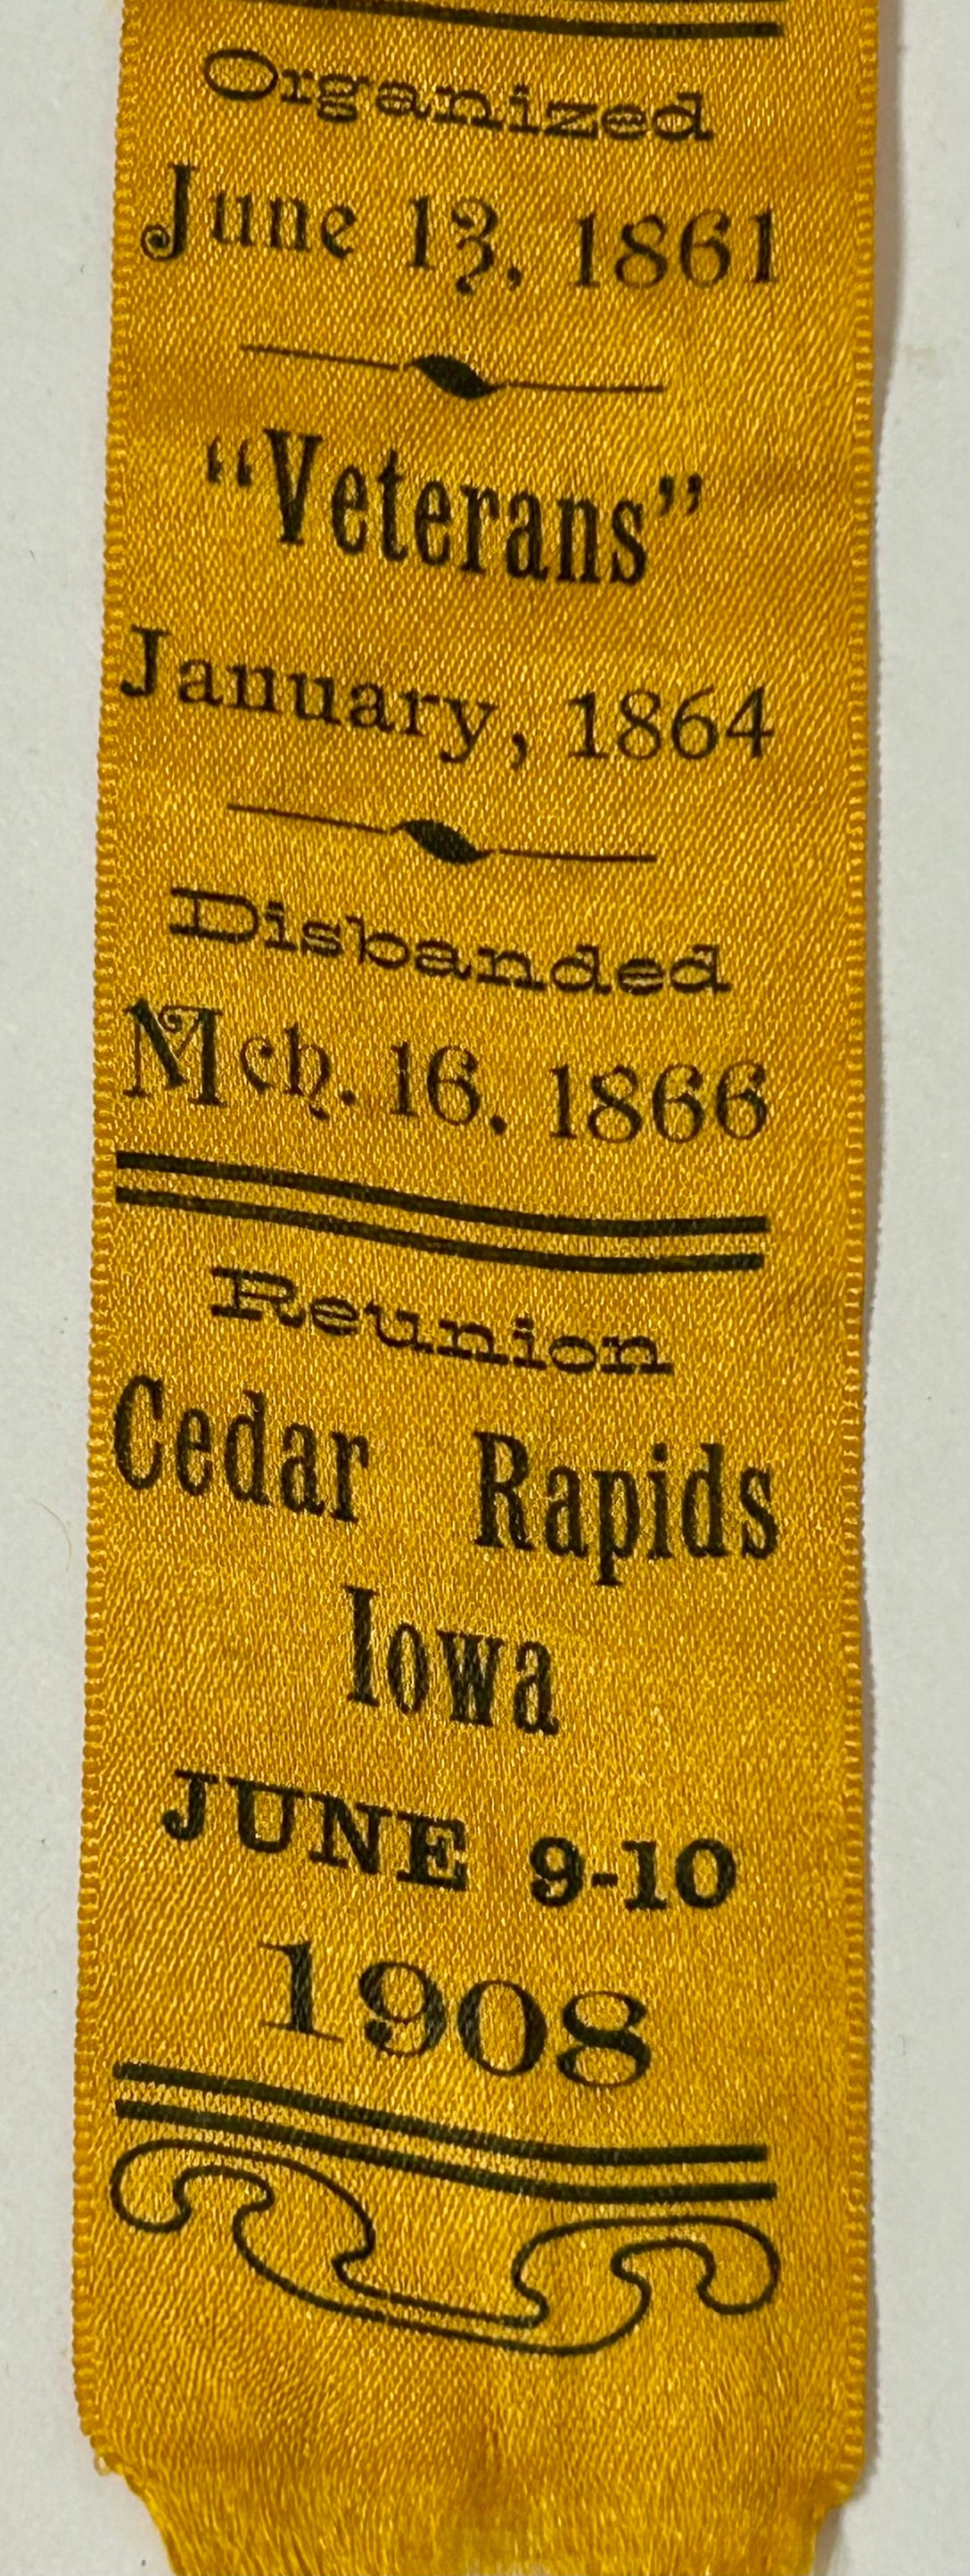 Organized
June 13, 1861
“Veterans”
January, 1864
Disbanded
Mch. 16, 1866
Reunion
Cedar Rapids
Iowa
JUNE 9-10
1908